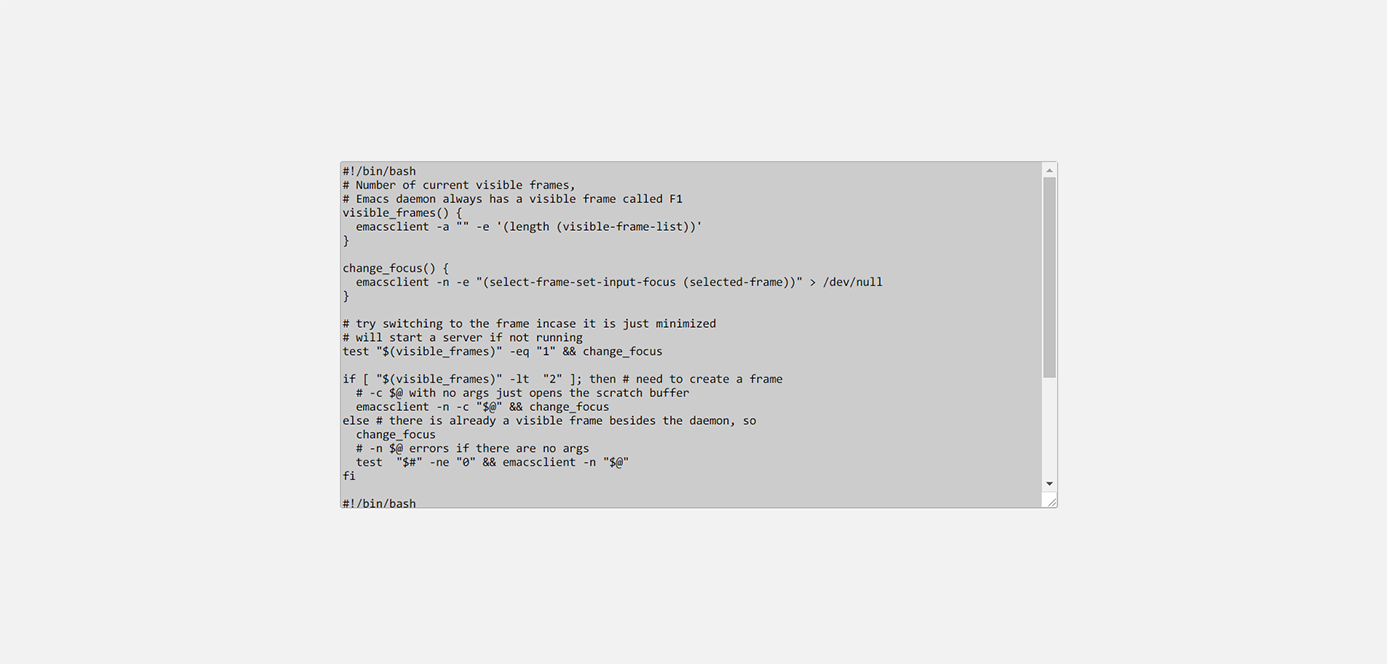 #!/bin/bash
# Number of current visible frames,
# Emacs daemon always has a visible frame called F1
visible_frames() {
  emacsclient -a "" -e '(length (visible-frame-list))'
}

change_focus() {
  emacsclient -n -e "(select-frame-set-input-focus (selected-frame))" > /dev/null
}

# try switching to the frame incase it is just minimized
# will start a server if not running
test "$(visible_frames)" -eq "1" && change_focus

if [ "$(visible_frames)" -lt  "2" ]; then # need to create a frame
  # -c $@ with no args just opens the scratch buffer
  emacsclient -n -c "$@" && change_focus
else # there is already a visible frame besides the daemon, so
  change_focus
  # -n $@ errors if there are no args
  test  "$#" -ne "0" && emacsclient -n "$@"
fi

#!/bin/bash